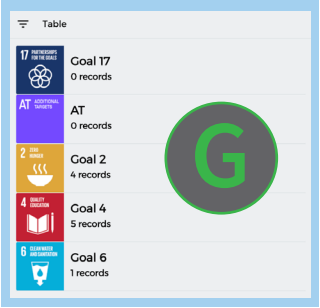 Table
17 PARTNERSHIPS
FOR THE GOALS
Goal 17
0 records
AT ADDITIONAL
TARGETS
AT
0 records
2 ZERO
HUNGER
Goal 2
4 records
4 QUALITY
EDUCATION
Goal 4
5 records
6 CLEAN WATER
AND SANITATION
Goal 6
1 records
G